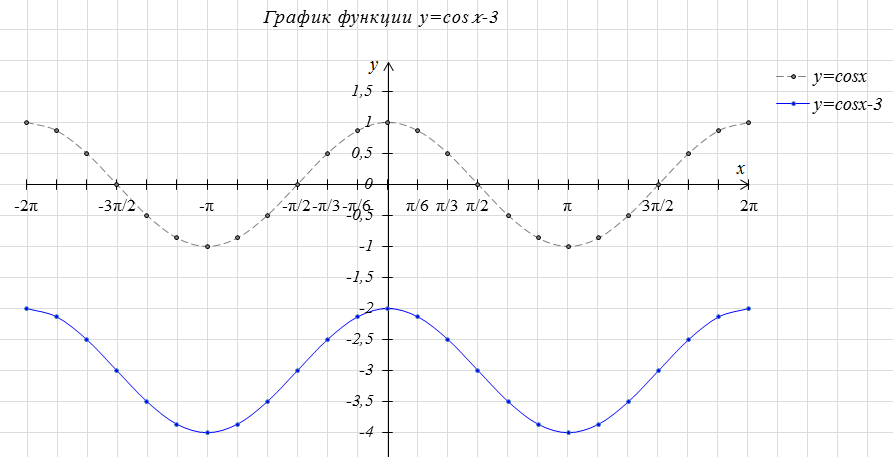 График функции y=cosx-3
y
y=cosx
1,5
y=cosx-3
1
0,5
x
0
-2π -3π/2 -π -π/2 -π/3 -π/6 π/6 π/3 π/2 π 3π/2 2π
-0,5
-1
-1,5
-2
-2,5
-3
-3,5
-4